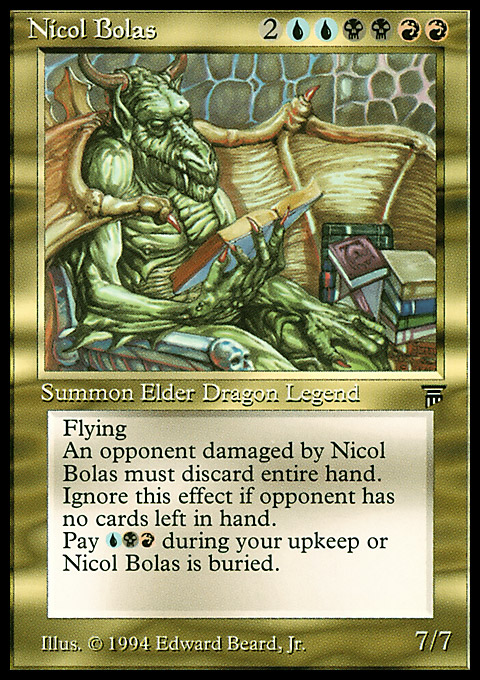 Nicol Bolas 2
Summon Elder Dragon Legend
Flying
An opponent damaged by Nicol
Bolas must discard entire hand.
Ignore this effect if opponent has
no cards left in hand.
Pay during your upkeep or
Nicol Bolas is buried.
Illus. © 1994 Edward Beard, Jr. 7/7